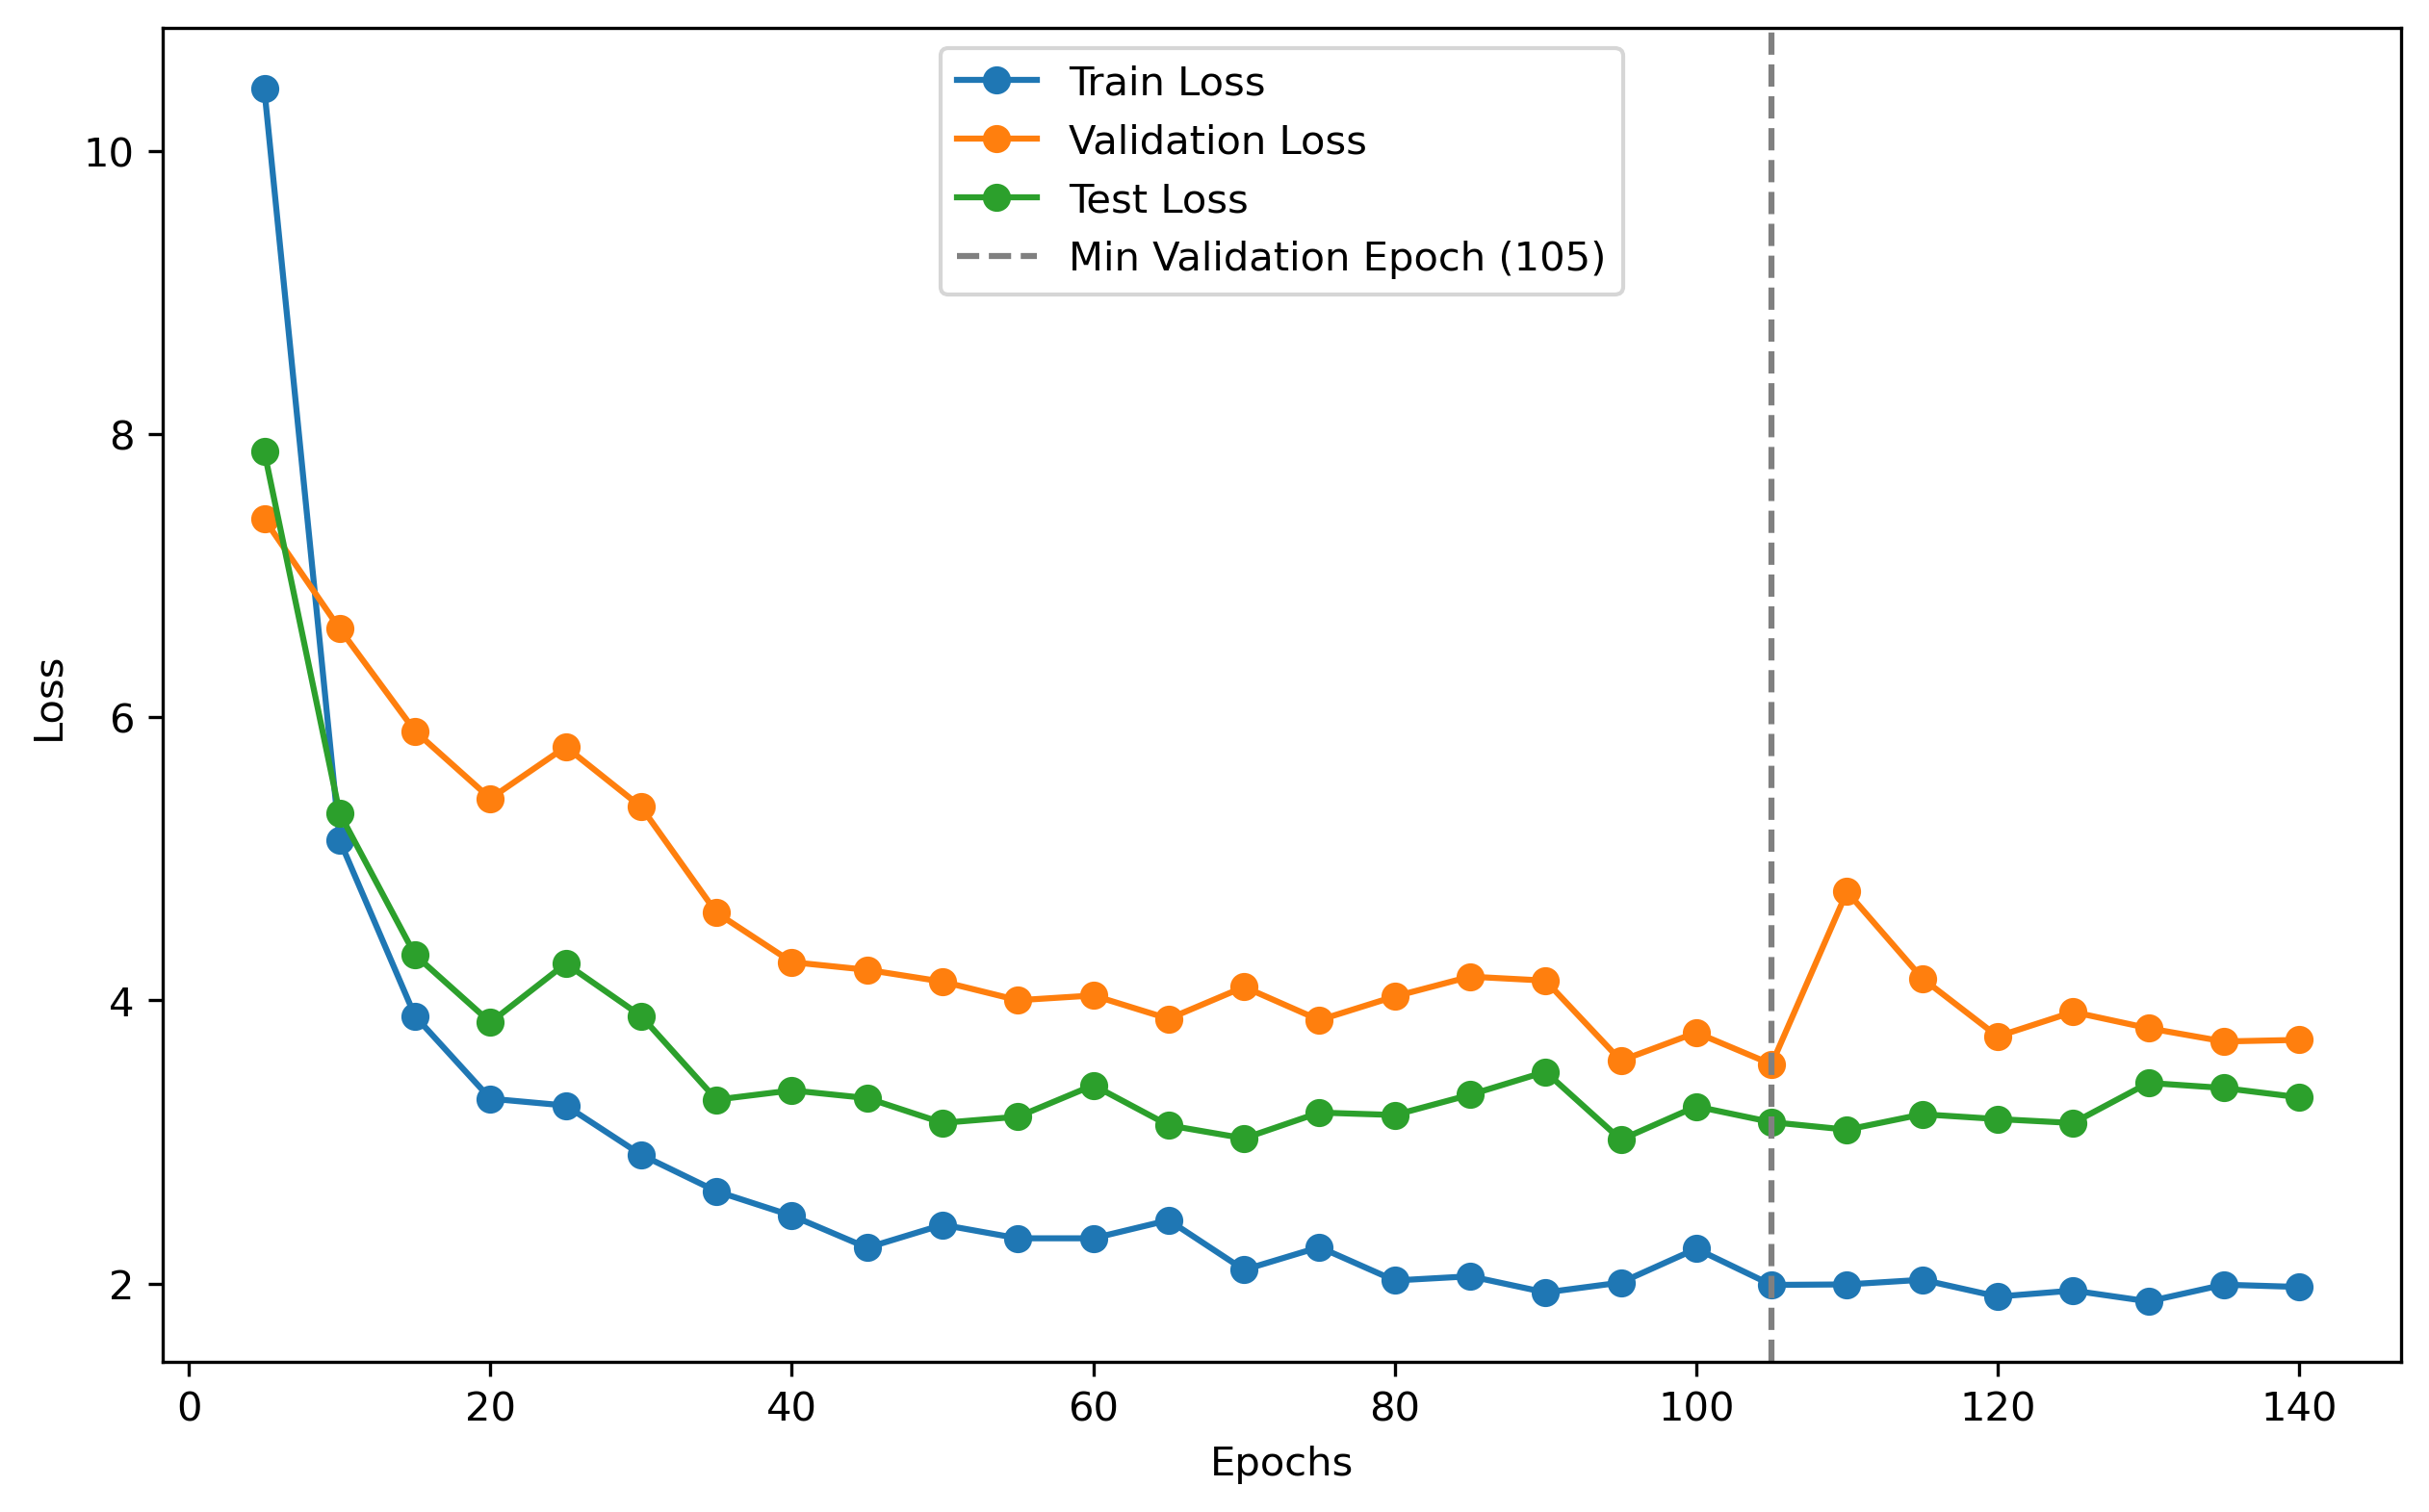 Train Loss
Validation Loss
Test Loss
Min Validation Epoch (105)
10
8
6
4
2
Loss
0 20 40 60 80 100 120 140
Epochs